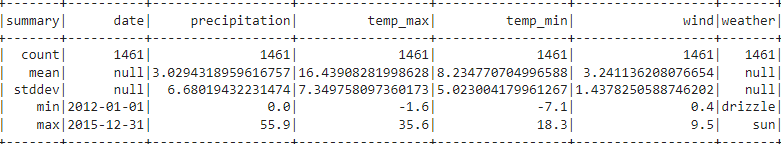 |summary|      date|   precipitation|         temp_max|         temp_min|              wind|weather|
+-------+----------+----------------+-----------------+-----------------+------------------+-------+
|  count|      1461|            1461|             1461|             1461|              1461|   1461|
|   mean|      null|3.0294318959616757|16.43908281998628|8.234770704996588| 3.241136208076654|   null|
| stddev|      null|6.68019432231474|7.349758097360173|5.023004179961267|1.4378250588746202|   null|
|    min|2012-01-01|             0.0|             -1.6|             -7.1|               0.4|drizzle|
|    max|2015-12-31|            55.9|             35.6|             18.3|               9.5|    sun|
+-------+----------+----------------+-----------------+-----------------+------------------+-------+